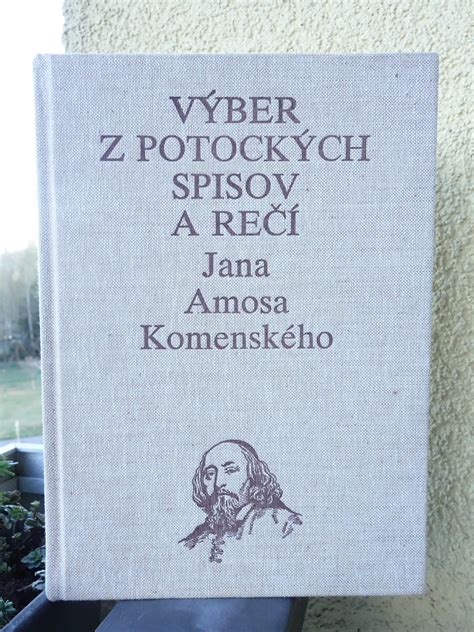 VÝBER
Z POTOCKÝCH
SPISOV
A REČÍ
Jana
Amosa
Komenského